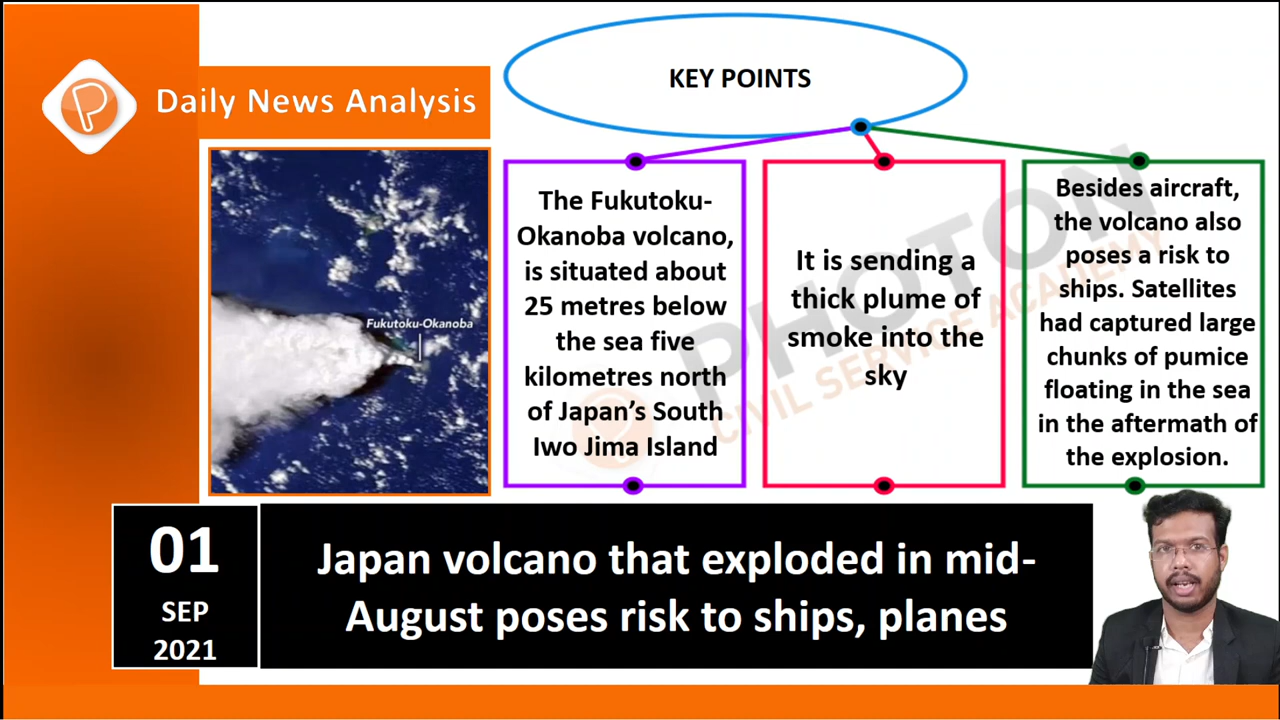 Daily News Analysis
KEY POINTS
The Fukutoku-
Okanoba volcano,
is situated about
25 metres below
the sea five
kilometres north
of Japan’s South
Iwo Jima Island
It is sending a
thick plume of
smoke into the
sky
Besides aircraft,
the volcano also
poses a risk to
ships. Satellites
had captured large
chunks of pumice
floating in the sea
in the aftermath of
the explosion.
Fukutoku-Okanoba
PHOTON
CIVIL SERVICE ACADEMY
01
SEP
2021
Japan volcano that exploded in mid-
August poses risk to ships, planes